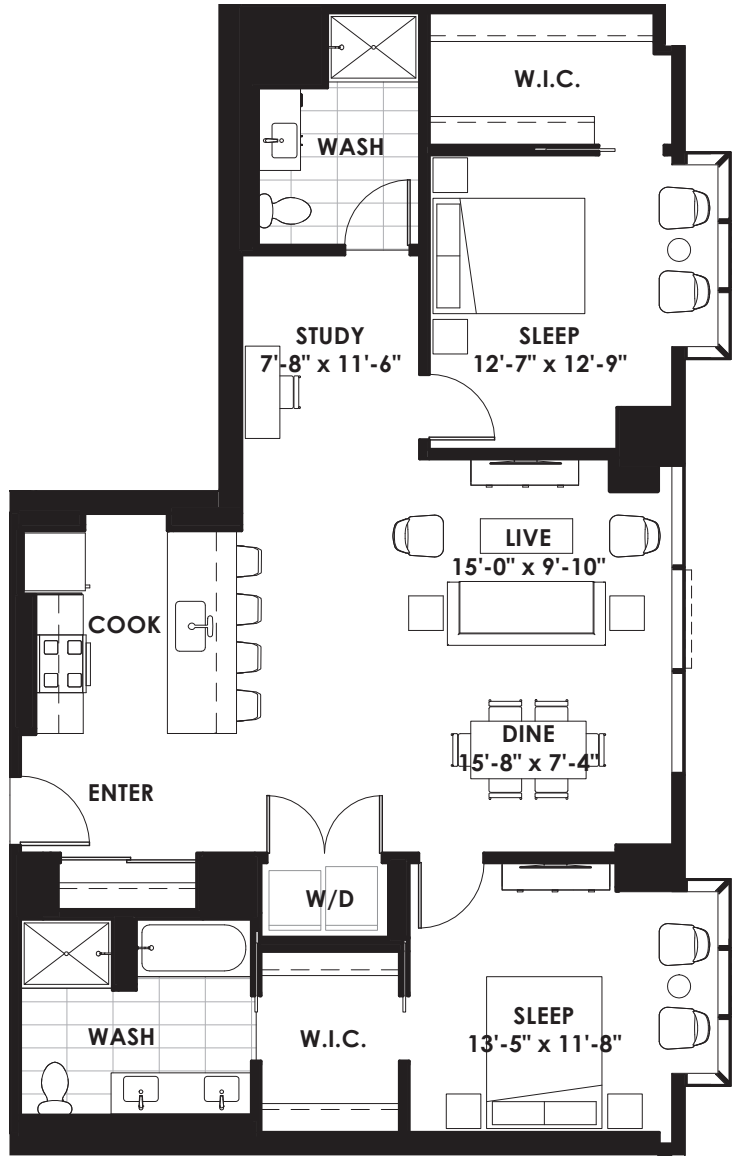 W.I.C.
WASH
STUDY
7'-8" x 11'-6"
SLEEP
12'-7" x 12'-9"
LIVE
15'-0" x 9'-10"
COOK
DINE
15'-8" x 7'-4"
ENTER
W/D
WASH
W.I.C.
SLEEP
13'-5" x 11'-8"